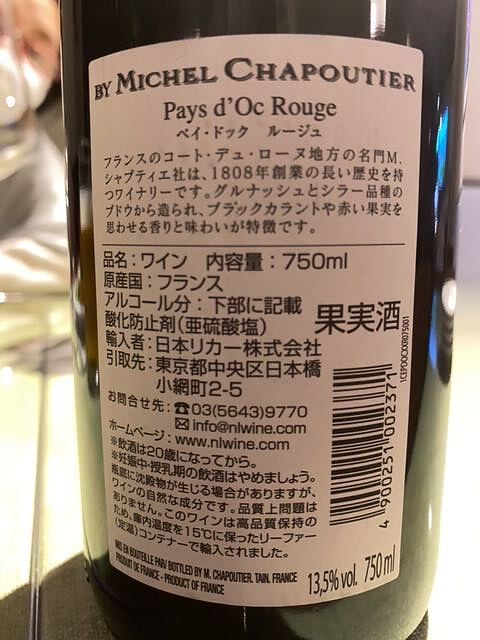 BY MICHEL CHAPOUTIER
Pays d'Oc Rouge
ペイ・ドック ルージュ
フランスのコート・デュ・ローヌ地方の名門M.
シャプティエ社は、1808年創業の長い歴史を持
つワイナリーです。グルナッシュとシラー品種の
ブドウから造られ、ブラックカラントや赤い果実を
思わせる香りと味わいが特徴です。
品名：ワイン 内容量：750ml
原産国：フランス
アルコール分：下部に記載
酸化防止剤(亜硫酸塩)
果実酒
輸入者：日本リカー株式会社
引取先：東京都中央区日本橋
小網町2-5
お問合せ先：☎03(5643)9770
✉ info@nlwine.com
ホームページ：www.nlwine.com
※飲酒は20歳になってから。
※妊娠中・授乳期の飲酒はやめましょう。
瓶底に沈殿物が生じる場合がありますが、
ワインの自然な成分です。品質上問題は
ありません。このワインは高品質保持の
ため、庫内温度を15℃に保ったリーファー
(定温)コンテナーで輸入されました。
MIS EN BOUTEILLE PAR/ BOTTLED BY M. CHAPOUTIER. TAIN. FRANCE
PRODUIT DE FRANCE - PRODUCT OF FRANCE
13,5% vol. 750 ml
4 900251 002371